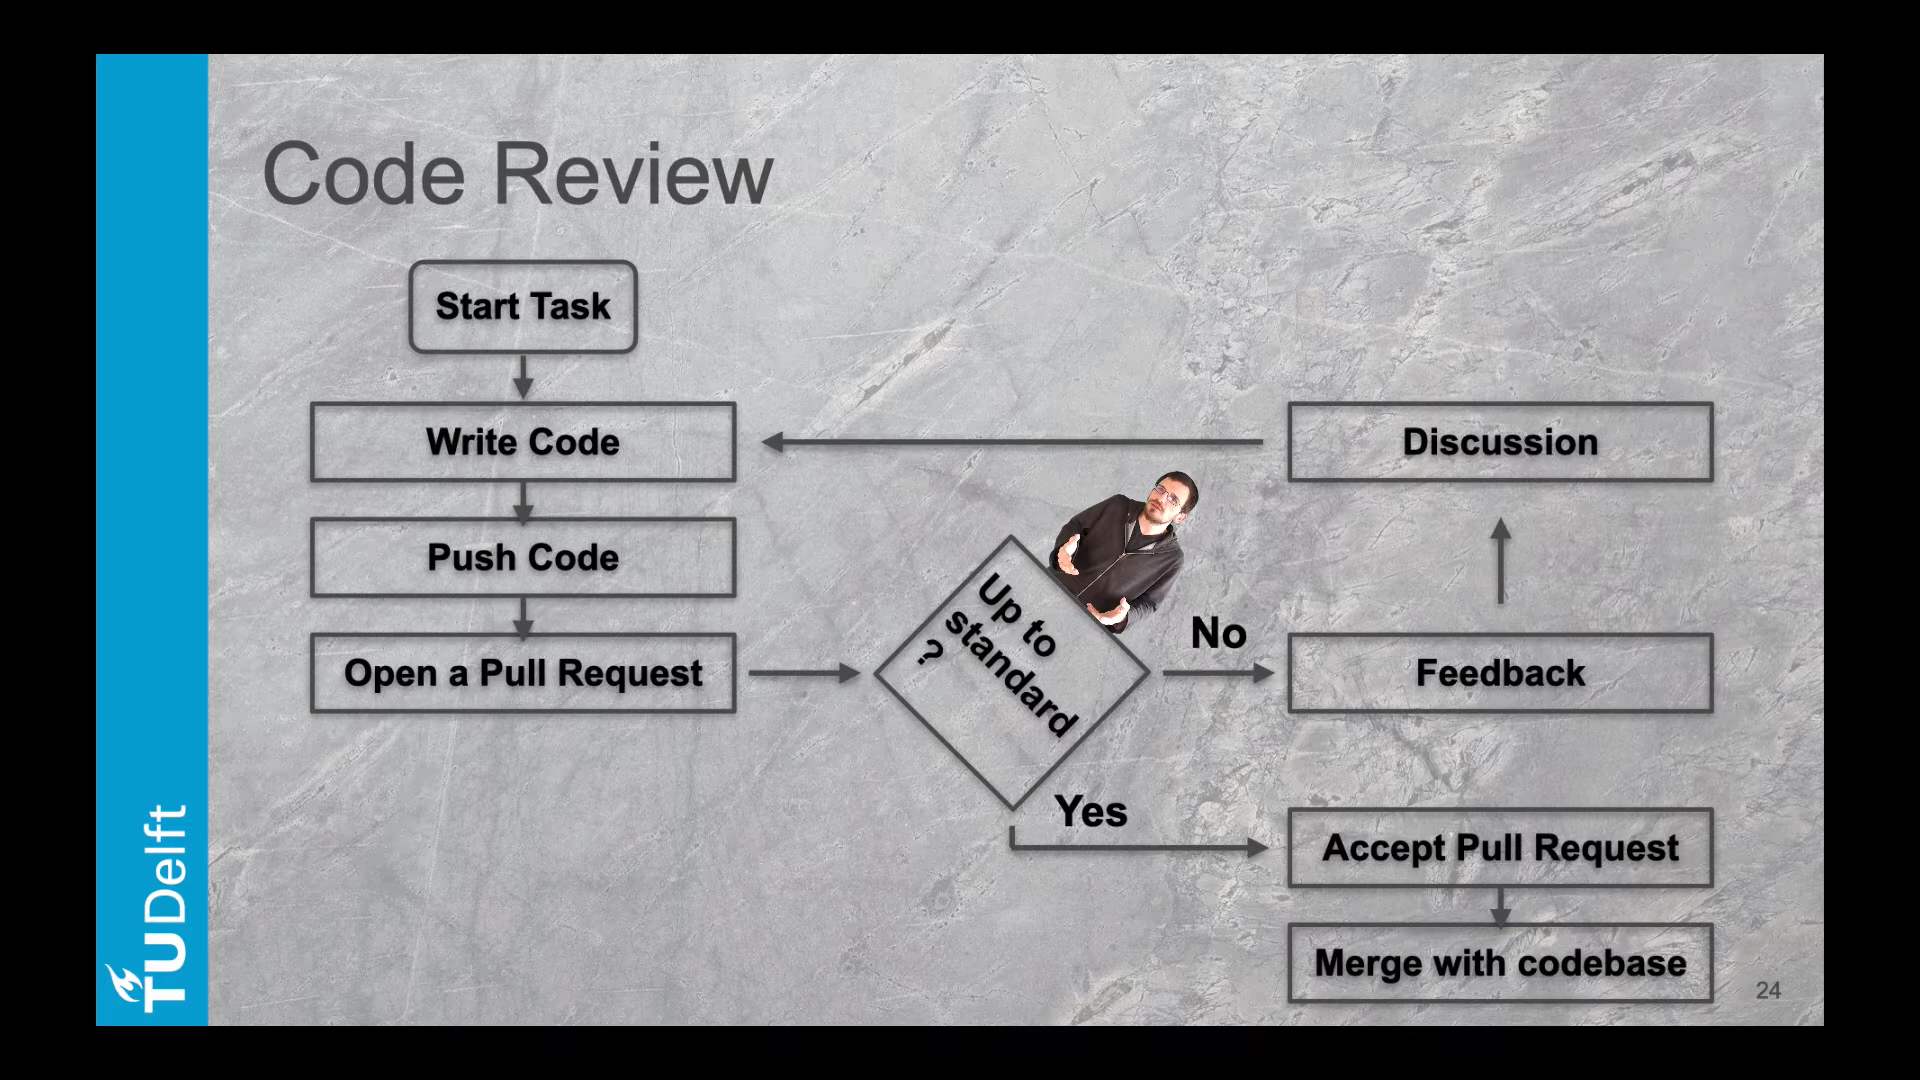 Code Review
Start Task
Write Code
Push Code
Open a Pull Request
Up to
standard
?
No
Yes
Discussion
Feedback
Accept Pull Request
Merge with codebase
24
TUDelft